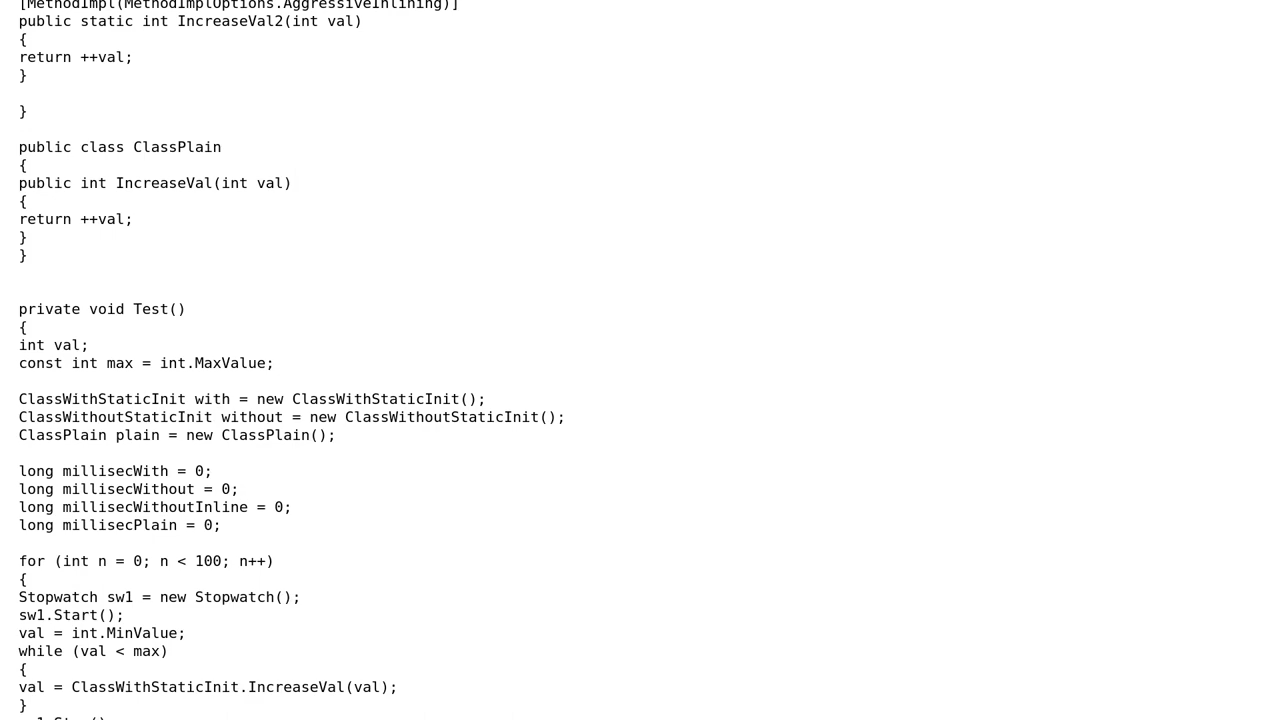 [MethodImpl(MethodImplOptions.AggressiveInlining)]
public static int IncreaseVal2(int val)
{
return ++val;
}
}
public class ClassPlain
{
public int IncreaseVal(int val)
{
return ++val;
}
}
private void Test()
{
int val;
const int max = int.MaxValue;
ClassWithStaticInit with = new ClassWithStaticInit();
ClassWithoutStaticInit without = new ClassWithoutStaticInit();
ClassPlain plain = new ClassPlain();
long millisecWith = 0;
long millisecWithout = 0;
long millisecWithoutInline = 0;
long millisecPlain = 0;
for (int n = 0; n < 100; n++)
{
Stopwatch sw1 = new Stopwatch();
sw1.Start();
val = int.MinValue;
while (val < max)
{
val = ClassWithStaticInit.IncreaseVal(val);
}